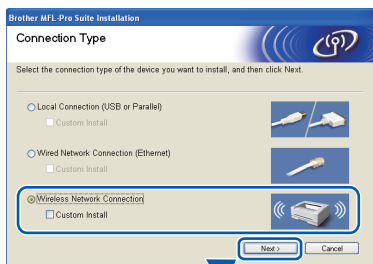 Brother MFL-Pro Suite Installation
Connection Type
Select the connection type of the device you want to install, and then click Next.
Local Connection (USB or Parallel)
Custom Install
Wired Network Connection (Ethernet)
Custom Install
Wireless Network Connection
Custom Install
Next >
Cancel